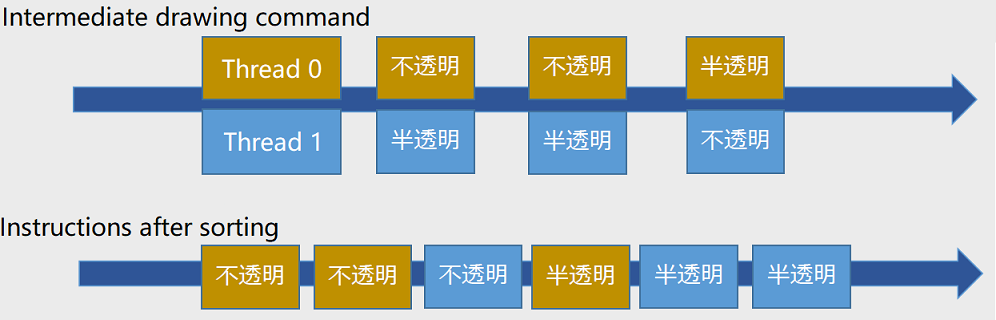 Intermediate drawing command
Thread 0 不透明 不透明 半透明
Thread 1 半透明 半透明 不透明
Instructions after sorting
不透明 不透明 不透明 半透明 半透明 半透明